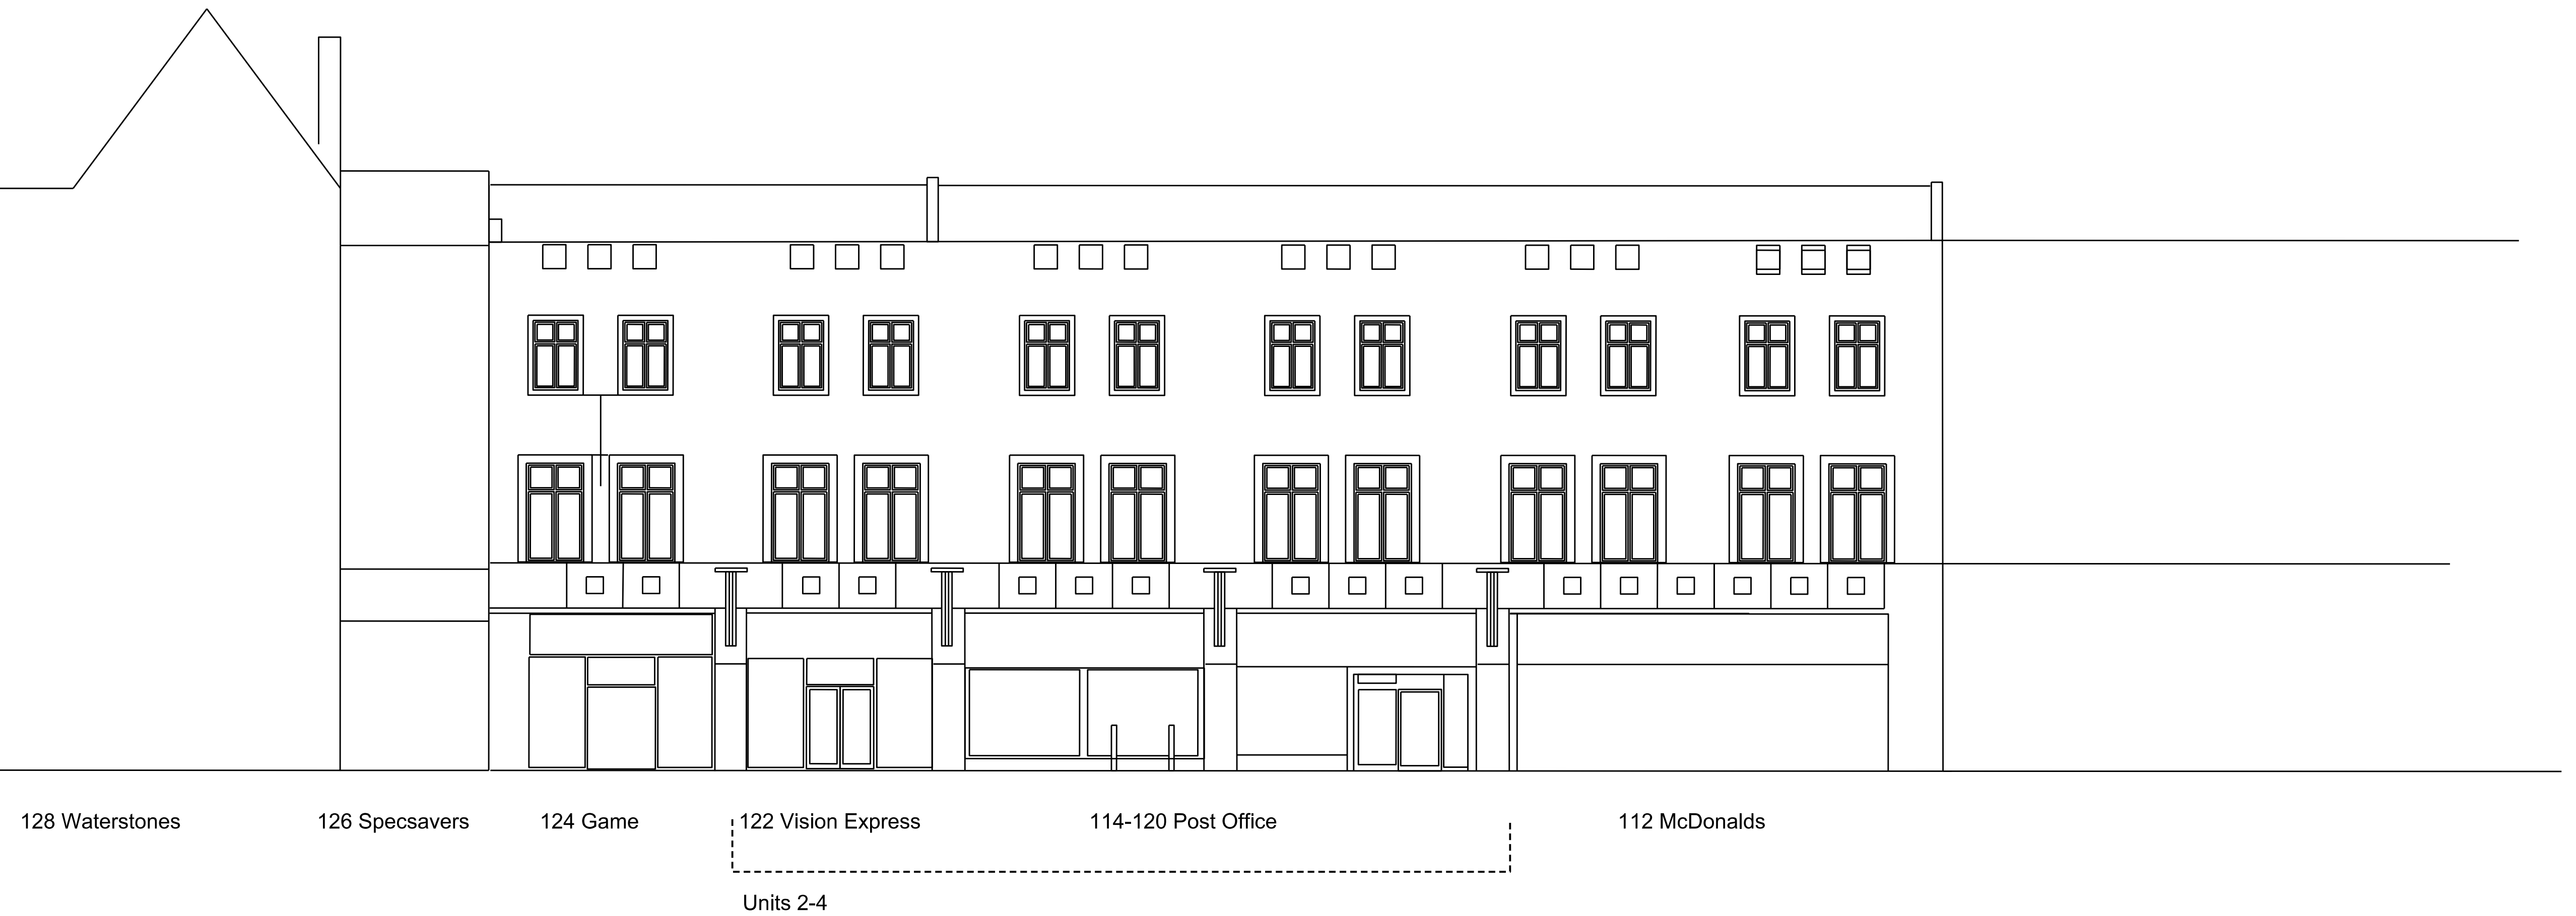 128 Waterstones
126 Specsavers
124 Game
122 Vision Express
114-120 Post Office
112 McDonalds
Units 2-4